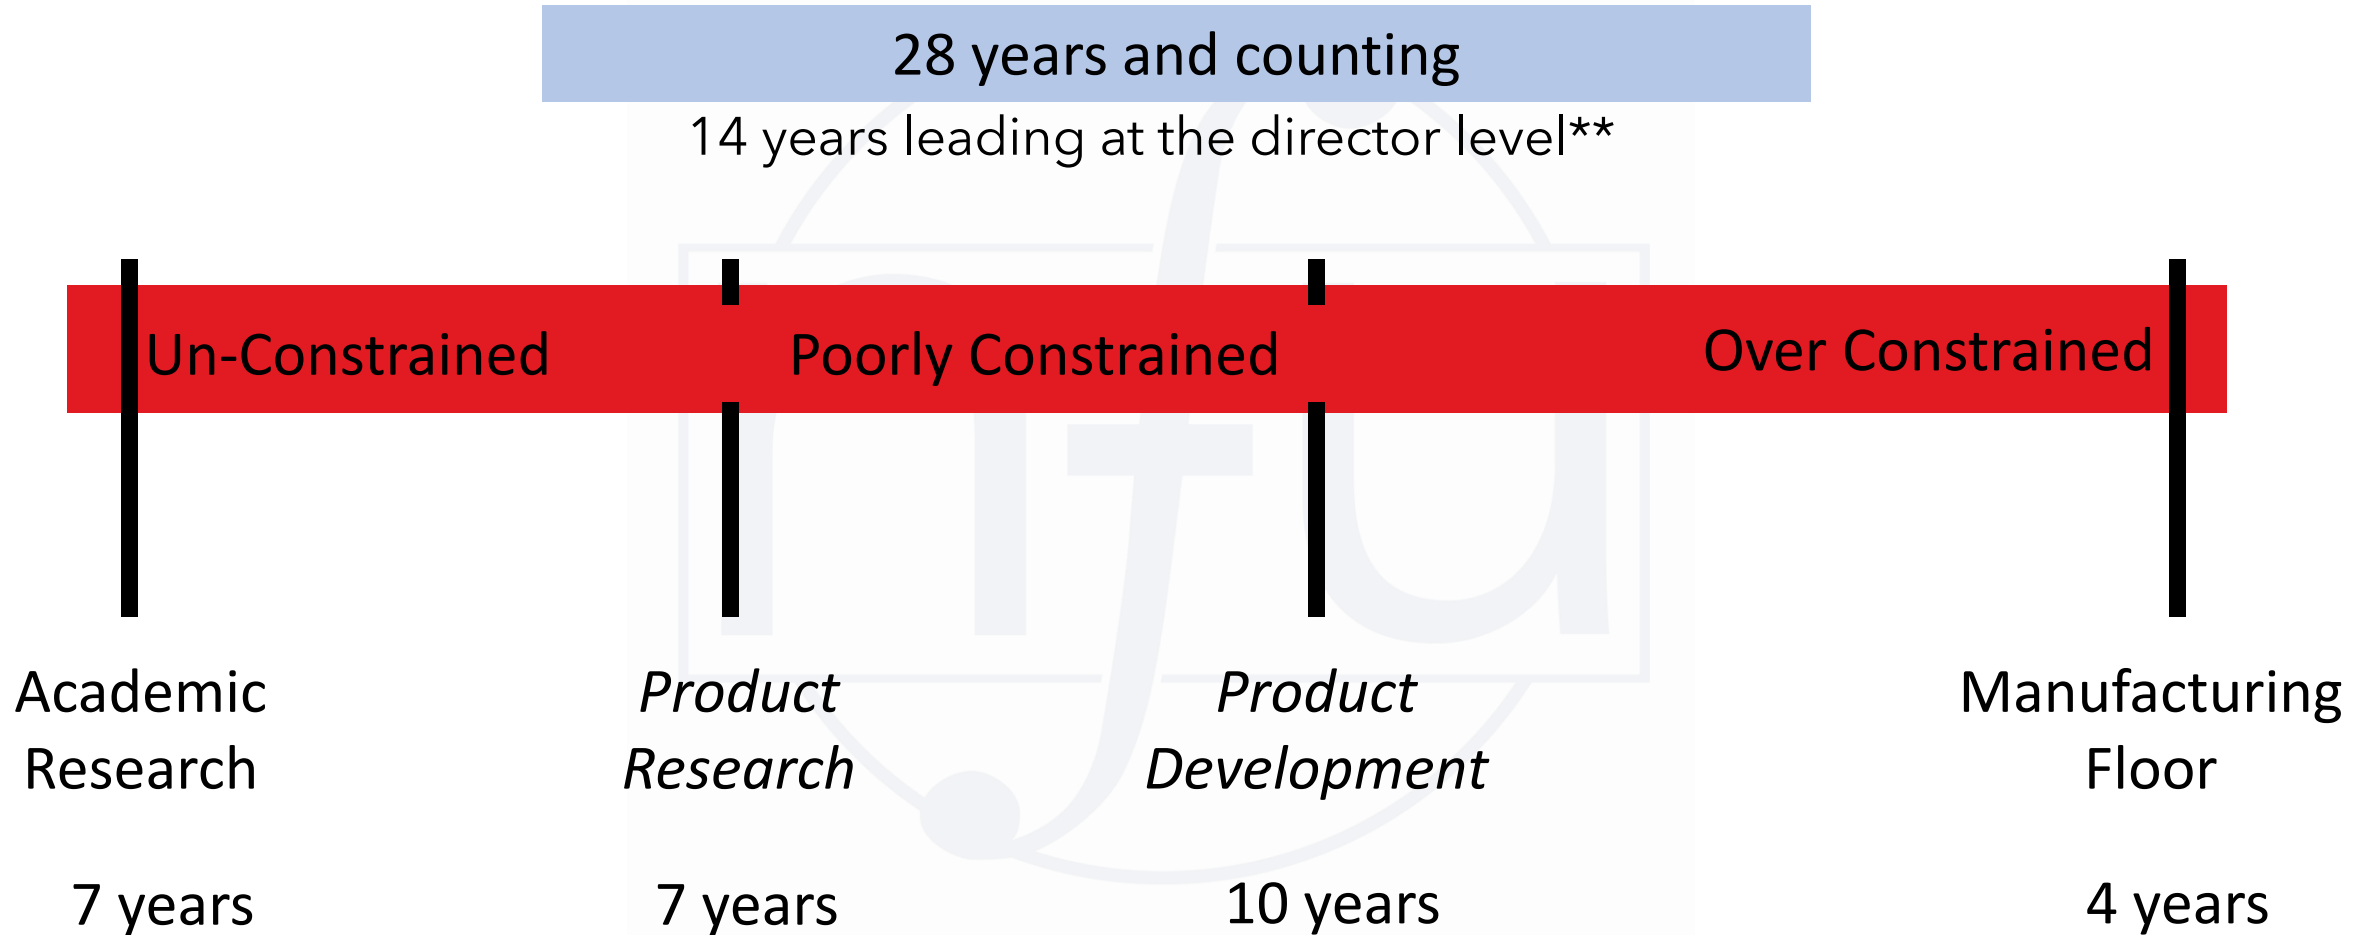 28 years and counting
14 years leading at the director level**
Un-Constrained
Poorly Constrained
Over Constrained
Academic
Research
Product
Research
Product
Development
Manufacturing
Floor
7 years
7 years
10 years
4 years
nfu